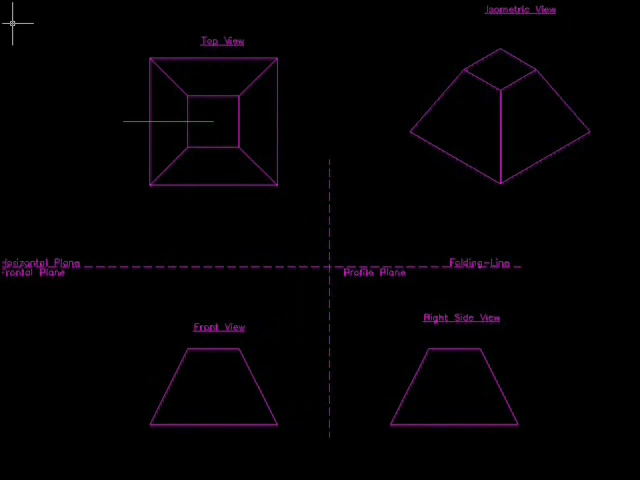 Isometric View
Top View
Horizontal Plane
Folding-Line
Frontal Plane
Profile Plane
Right Side View
Front View